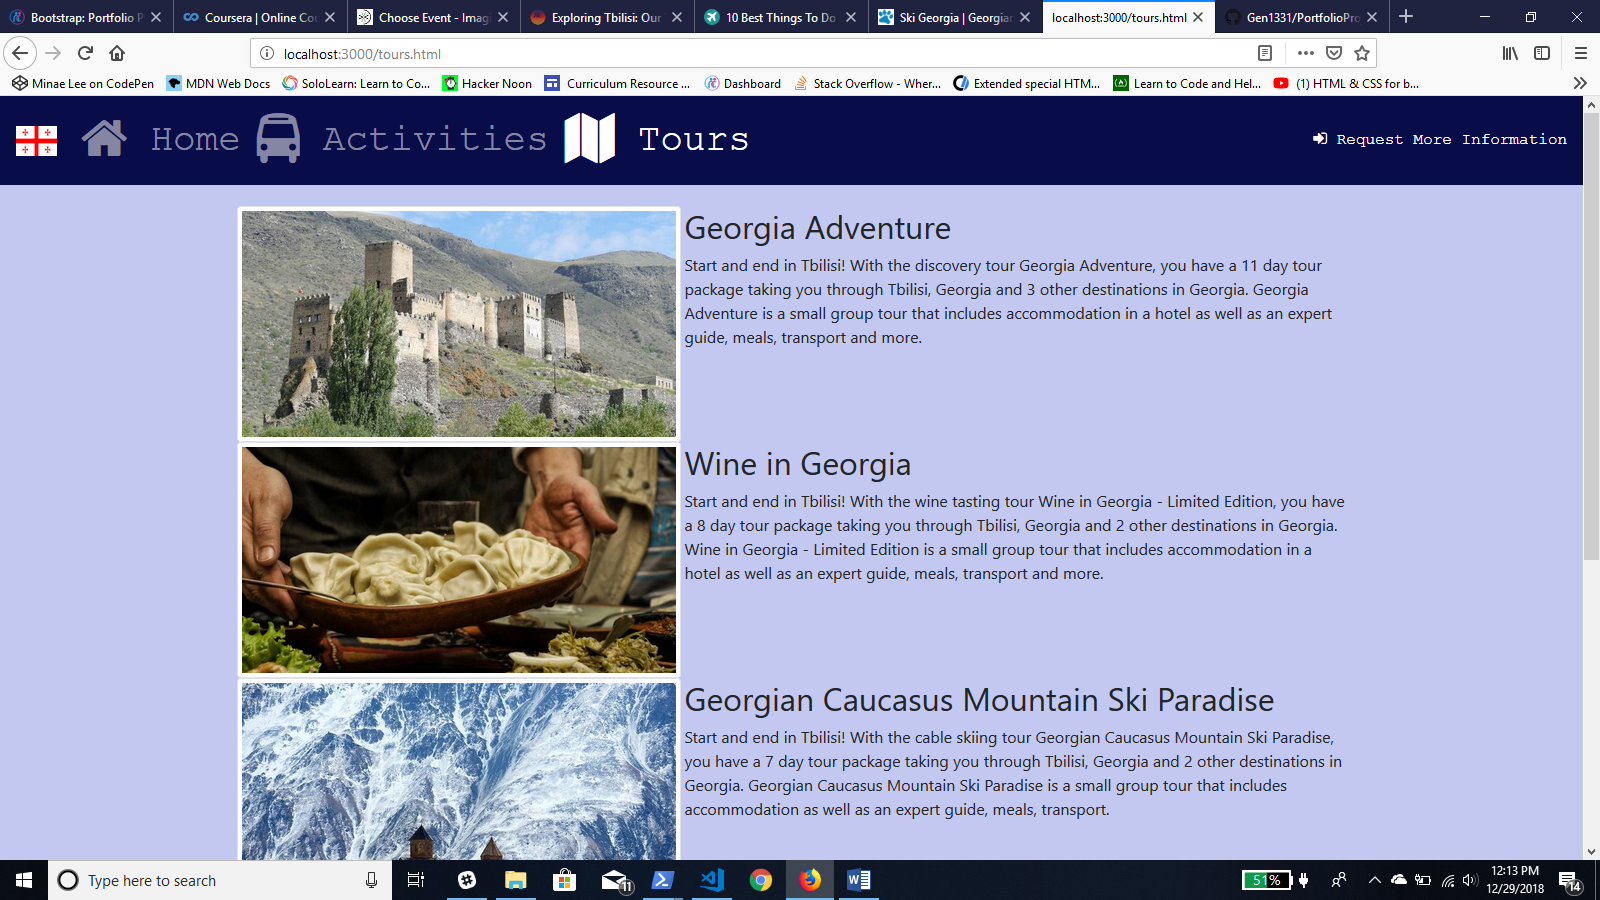 Bootstrap: Portfolio P
Coursera | Online Cou
Choose Event - Imagi
Exploring Tbilisi: Our
10 Best Things To Do
Ski Georgia | Georgian
localhost:3000/tours.html
Gen1331/PortfolioPro
localhost:3000/tours.html
Minae Lee on CodePen
MDN Web Docs
SoloLearn: Learn to Co...
Hacker Noon
Curriculum Resource ...
Dashboard
Stack Overflow - Wher...
Extended special HTM...
Learn to Code and Hel...
(1) HTML & CSS for b...
Home
Activities
Tours
Request More Information
Georgia Adventure
Start and end in Tbilisi! With the discovery tour Georgia Adventure, you have a 11 day tour
package taking you through Tbilisi, Georgia and 3 other destinations in Georgia. Georgia
Adventure is a small group tour that includes accommodation in a hotel as well as an expert
guide, meals, transport and more.
Wine in Georgia
Start and end in Tbilisi! With the wine tasting tour Wine in Georgia - Limited Edition, you have
a 8 day tour package taking you through Tbilisi, Georgia and 2 other destinations in Georgia.
Wine in Georgia - Limited Edition is a small group tour that includes accommodation in a
hotel as well as an expert guide, meals, transport and more.
Georgian Caucasus Mountain Ski Paradise
Start and end in Tbilisi! With the cable skiing tour Georgian Caucasus Mountain Ski Paradise,
you have a 7 day tour package taking you through Tbilisi, Georgia and 2 other destinations in
Georgia. Georgian Caucasus Mountain Ski Paradise is a small group tour that includes
accommodation as well as an expert guide, meals, transport.
Type here to search
11
51%
12:13 PM
12/29/2018
14